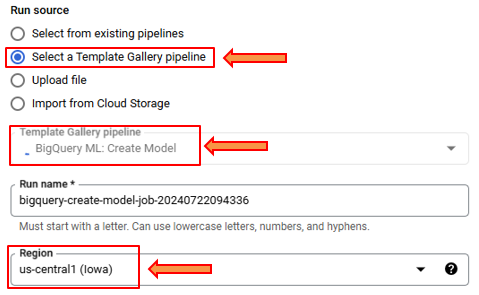 Run source
Select from existing pipelines
Select a Template Gallery pipeline
Upload file
Import from Cloud Storage
Template Gallery pipeline
BigQuery ML: Create Model
Run name *
bigquery-create-model-job-20240722094336
Must start with a letter. Can use lowercase letters, numbers, and hyphens.
Region
us-central1 (Iowa)
?